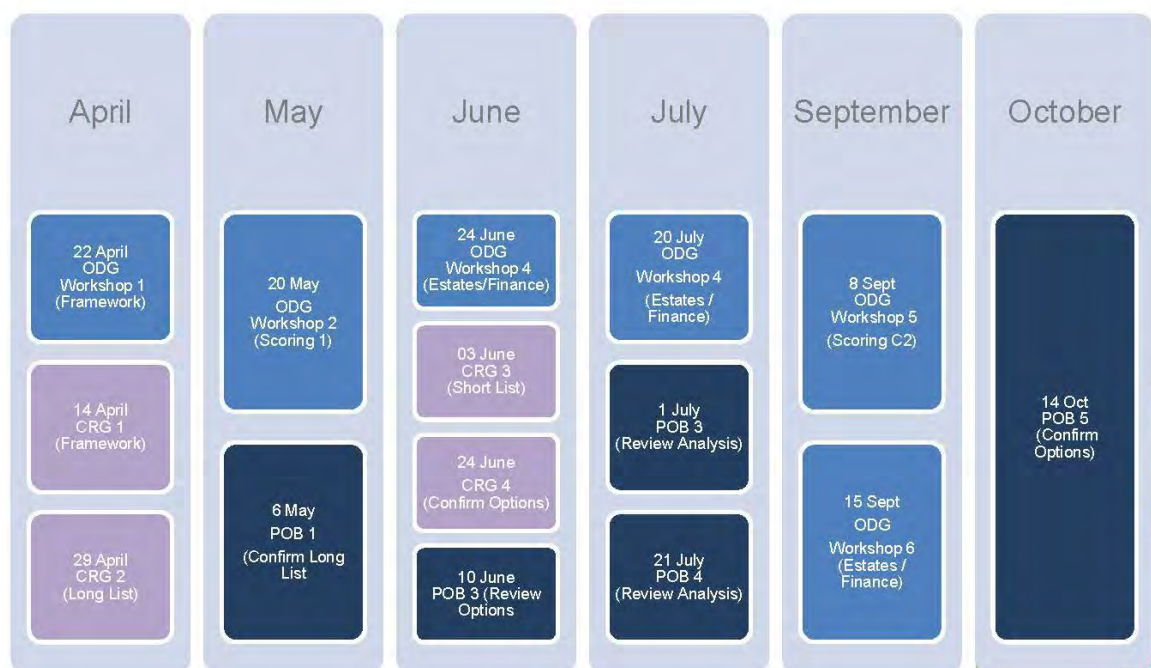 April
22 April
ODG
Workshop 1
(Framework)
14 April
CRG 1
(Framework)
29 April
CRG 2
(Long List)
May
20 May
ODG
Workshop 2
(Scoring 1)
6 May
POB 1
(Confirm Long
List
June
24 June
ODG
Workshop 4
(Estates/Finance)
03 June
CRG 3
(Short List)
24 June
CRG 4
(Confirm Options)
10 June
POB 3 (Review
Options
July
20 July
ODG
Workshop 4
(Estates /
Finance)
1 July
POB 3
(Review Analysis)
21 July
POB 4
(Review Analysis)
September
8 Sept
ODG
Workshop 5
(Scoring C2)
15 Sept
ODG
Workshop 6
(Estates /
Finance)
October
14 Oct
POB 5
(Confirm
Options)